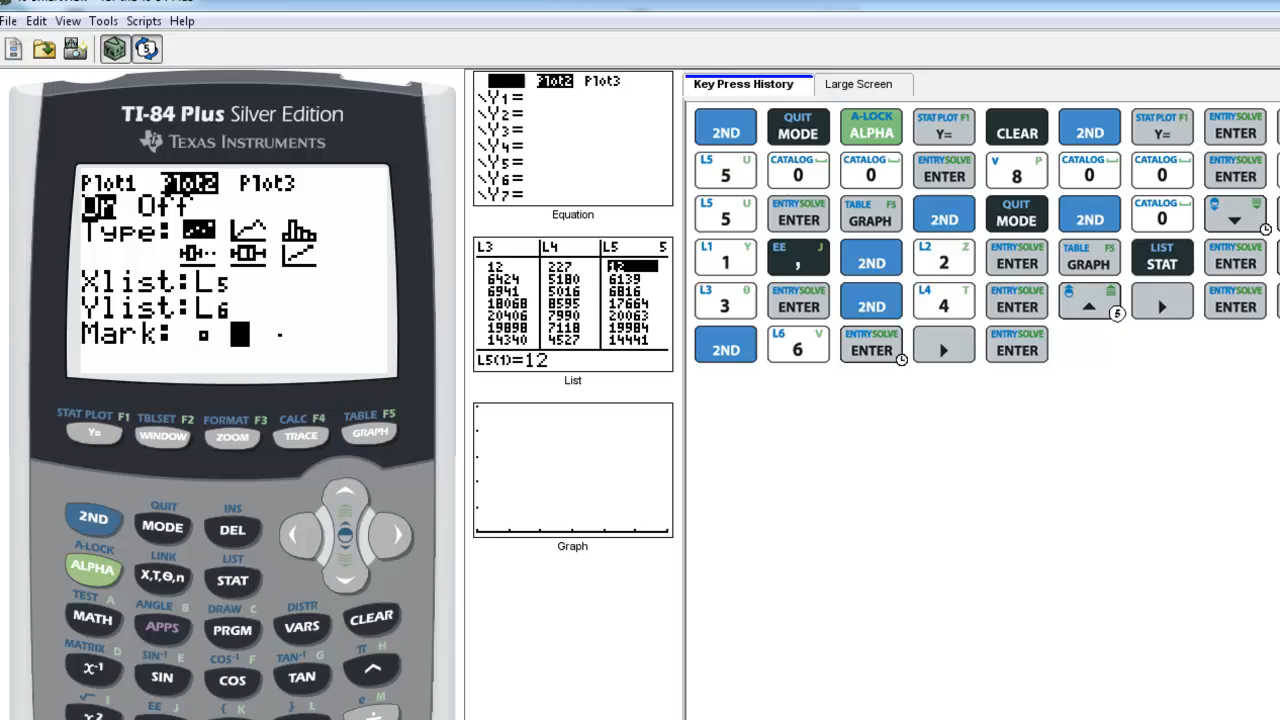 File Edit View Tools Scripts Help
TI-84 Plus Silver Edition
TEXAS INSTRUMENTS
Plot1 Plot2 Plot3
On Off
Type:
Xlist:L5
Ylist:L6
Mark:
STAT PLOT F1 TBLSET F2 FORMAT F3 CALC F4 TABLE F5
Y= WINDOW ZOOM TRACE GRAPH
QUIT INS
2ND MODE DEL
A-LOCK LINK LIST
ALPHA X,T,Θ,n STAT
TEST A ANGLE B DRAW C DISTR
MATH APPS PRGM VARS CLEAR
MATRIX D SIN⁻¹ E COS⁻¹ F TAN⁻¹ G π H
x⁻¹ SIN COS TAN ^
√ I EE J { K } L e M
x² , ( ) ÷
Plot2 Plot3
\Y1=
\Y2=
\Y3=
\Y4=
\Y5=
\Y6=
\Y7=
Equation
L3 L4 L5 5
12 227 12
6424 5180 6139
6941 5016 6816
18068 8595 17664
20406 7990 20063
19898 7118 19984
14340 4527 14441
L5(1)=12
List
Graph
Key Press History Large Screen
QUIT A-LOCK STAT PLOT F1 STAT PLOT F1 ENTRY SOLVE
2ND MODE ALPHA Y= CLEAR 2ND Y= ENTER
L5 U CATALOG CATALOG ENTRY SOLVE v P CATALOG CATALOG ENTRY SOLVE
5 0 0 ENTER 8 0 0 ENTER
L5 U ENTRY SOLVE TABLE F5 QUIT CATALOG
5 ENTER GRAPH 2ND MODE 2ND 0
L1 Y EE J L2 Z ENTRY SOLVE TABLE F5 LIST ENTRY SOLVE
1 , 2ND 2 ENTER GRAPH STAT ENTER
L3 θ ENTRY SOLVE L4 T ENTRY SOLVE
3 ENTER 2ND 4 5 ENTER
L6 V ENTRY SOLVE ENTRY SOLVE
2ND 6 ENTER ENTER